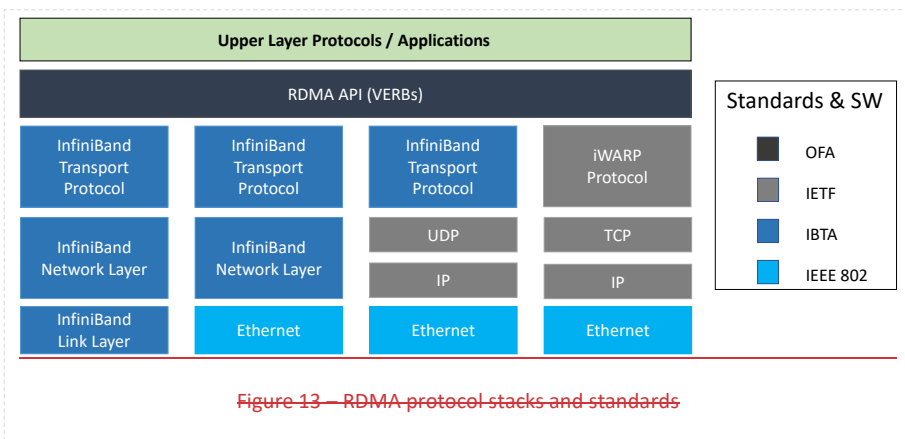 Upper Layer Protocols / Applications
RDMA API (VERBs)
InfiniBand
Transport
Protocol
InfiniBand
Transport
Protocol
InfiniBand
Transport
Protocol
iWARP
Protocol
InfiniBand
Network Layer
InfiniBand
Network Layer
UDP
IP
TCP
IP
InfiniBand
Link Layer
Ethernet
Ethernet
Ethernet
Standards & SW
OFA
IETF
IBTA
IEEE 802
Figure 13 – RDMA protocol stacks and standards